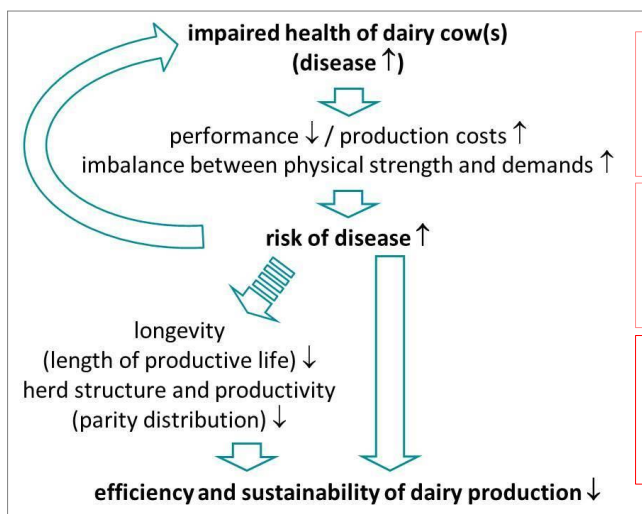 impaired health of dairy cow(s)
(disease ↑)
performance ↓ / production costs ↑
imbalance between physical strength and demands ↑
risk of disease ↑
longevity
(length of productive life) ↓
herd structure and productivity
(parity distribution) ↓
efficiency and sustainability of dairy production ↓